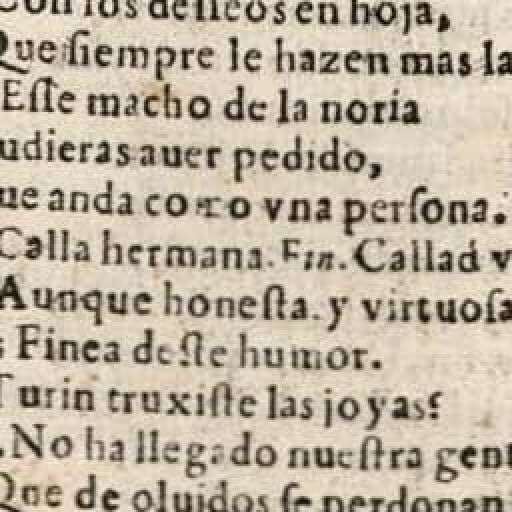 Con los desseos en hoja,
Que siempre le hazen mas la
Este macho de la noria
udieras auer pedido,
ue anda como vna persona.
Calla hermana. Fin. Callad v
Aunque honesta y virtuosa
s Finea deste humor.
Turin truxiste las joyas?
. No ha llegado nuestra gent
Que de oluidos se perdonan